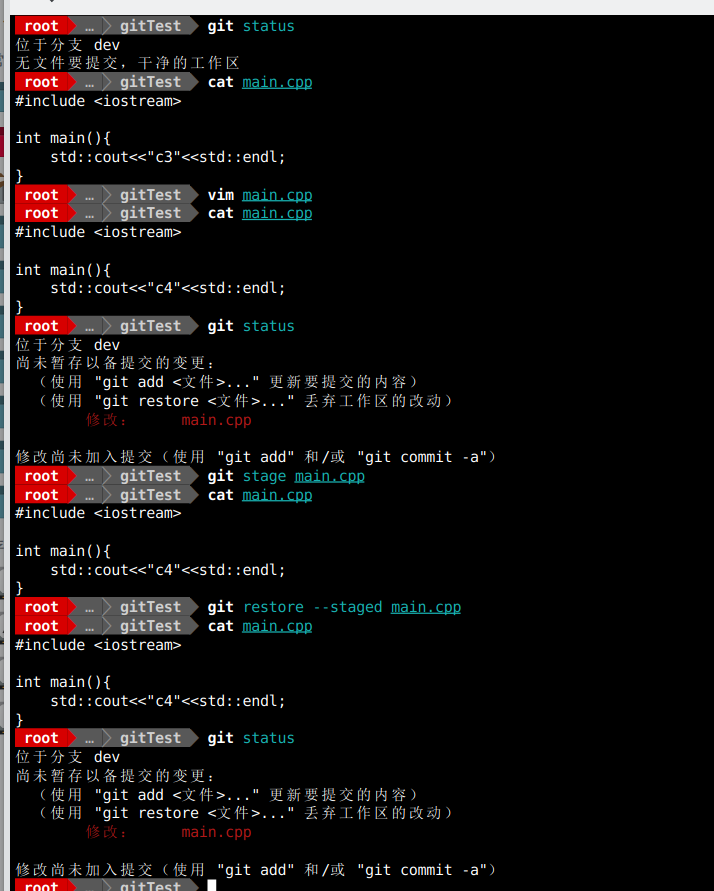 root … gitTest git status
位于分支 dev
无文件要提交，干净的工作区
root … gitTest cat main.cpp
#include <iostream>
int main(){
    std::cout<<"c3"<<std::endl;
}
root … gitTest vim main.cpp
root … gitTest cat main.cpp
#include <iostream>
int main(){
    std::cout<<"c4"<<std::endl;
}
root … gitTest git status
位于分支 dev
尚未暂存以备提交的变更：
  （使用 "git add <文件>..." 更新要提交的内容）
  （使用 "git restore <文件>..." 丢弃工作区的改动）
        修改：     main.cpp
修改尚未加入提交（使用 "git add" 和/或 "git commit -a"）
root … gitTest git stage main.cpp
root … gitTest cat main.cpp
#include <iostream>
int main(){
    std::cout<<"c4"<<std::endl;
}
root … gitTest git restore --staged main.cpp
root … gitTest cat main.cpp
#include <iostream>
int main(){
    std::cout<<"c4"<<std::endl;
}
root … gitTest git status
位于分支 dev
尚未暂存以备提交的变更：
  （使用 "git add <文件>..." 更新要提交的内容）
  （使用 "git restore <文件>..." 丢弃工作区的改动）
        修改：     main.cpp
修改尚未加入提交（使用 "git add" 和/或 "git commit -a"）
root … gitTest